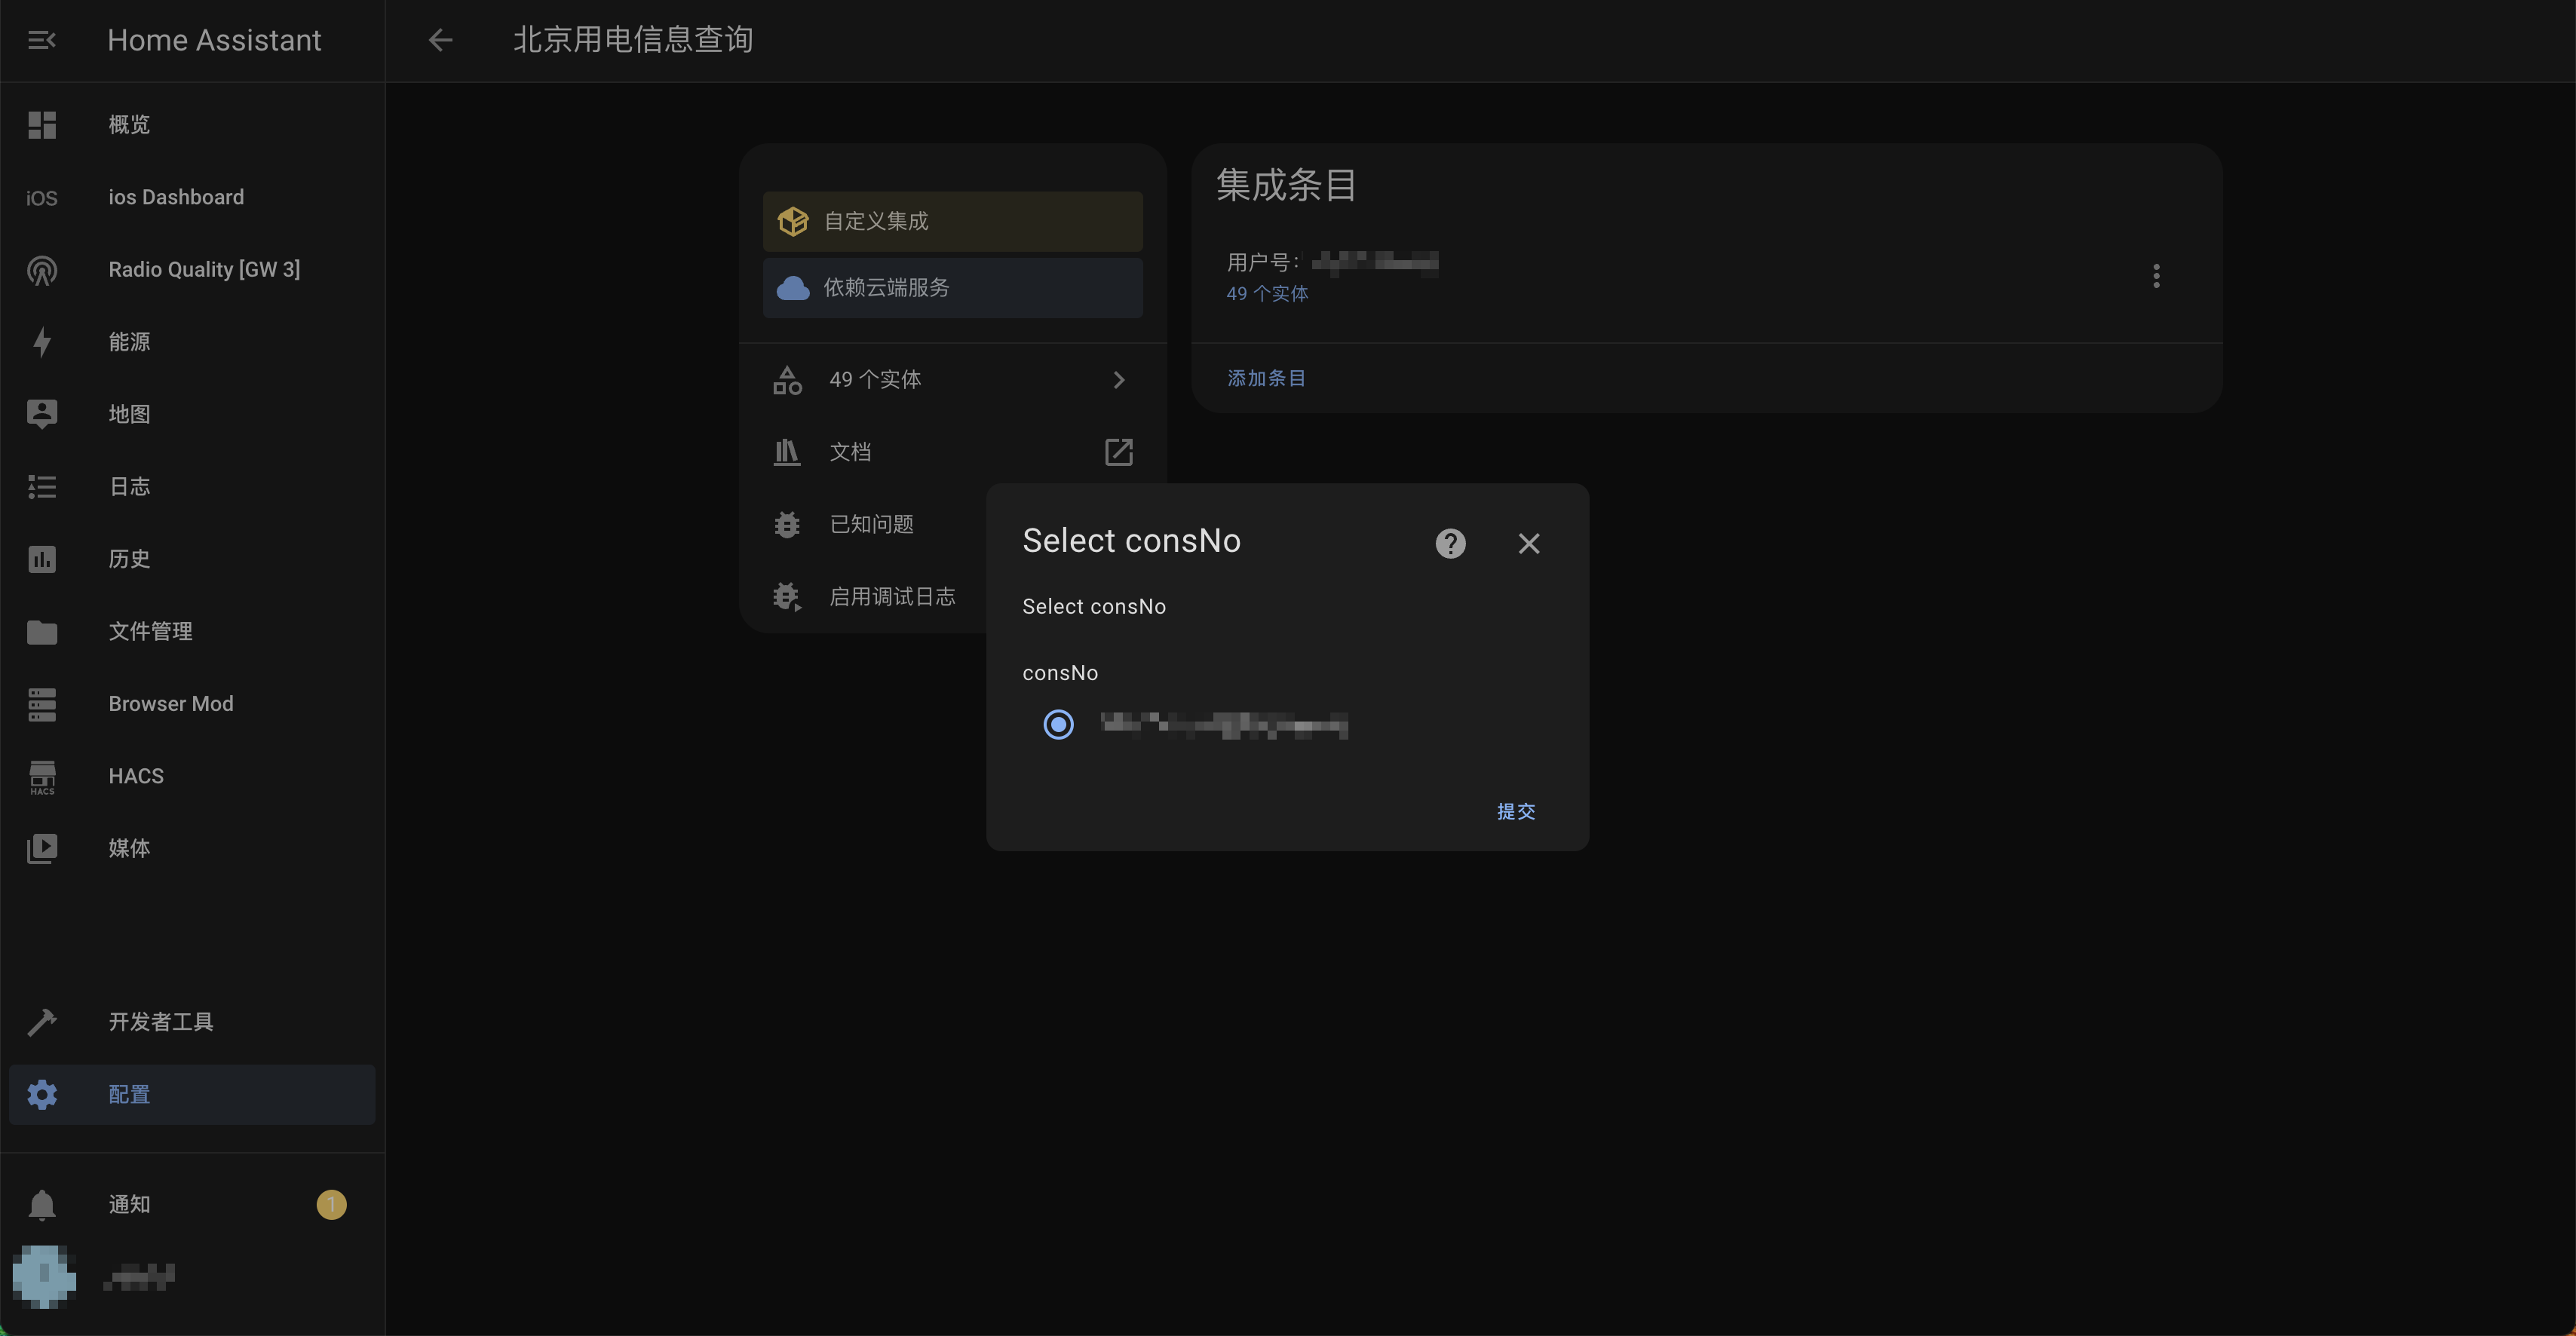 Home Assistant
北京用电信息查询
概览
iOS
ios Dashboard
Radio Quality [GW 3]
能源
地图
日志
历史
文件管理
Browser Mod
HACS
HACS
媒体
开发者工具
配置
通知
1
自定义集成
依赖云端服务
49 个实体
文档
已知问题
启用调试日志
集成条目
用户号:
49 个实体
添加条目
Select consNo
Select consNo
consNo
提交